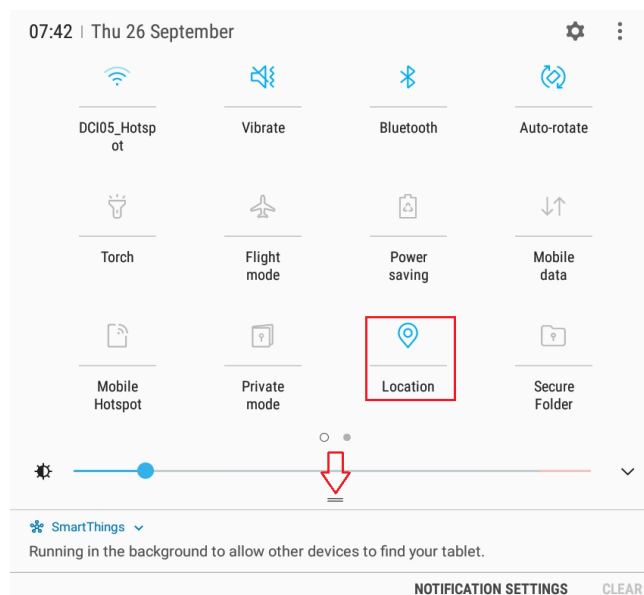 07:42 | Thu 26 September
DCI05_Hotsp
ot
Vibrate
Bluetooth
Auto-rotate
Torch
Flight
mode
Power
saving
Mobile
data
Mobile
Hotspot
Private
mode
Location
Secure
Folder
SmartThings
Running in the background to allow other devices to find your tablet.
NOTIFICATION SETTINGS CLEAR